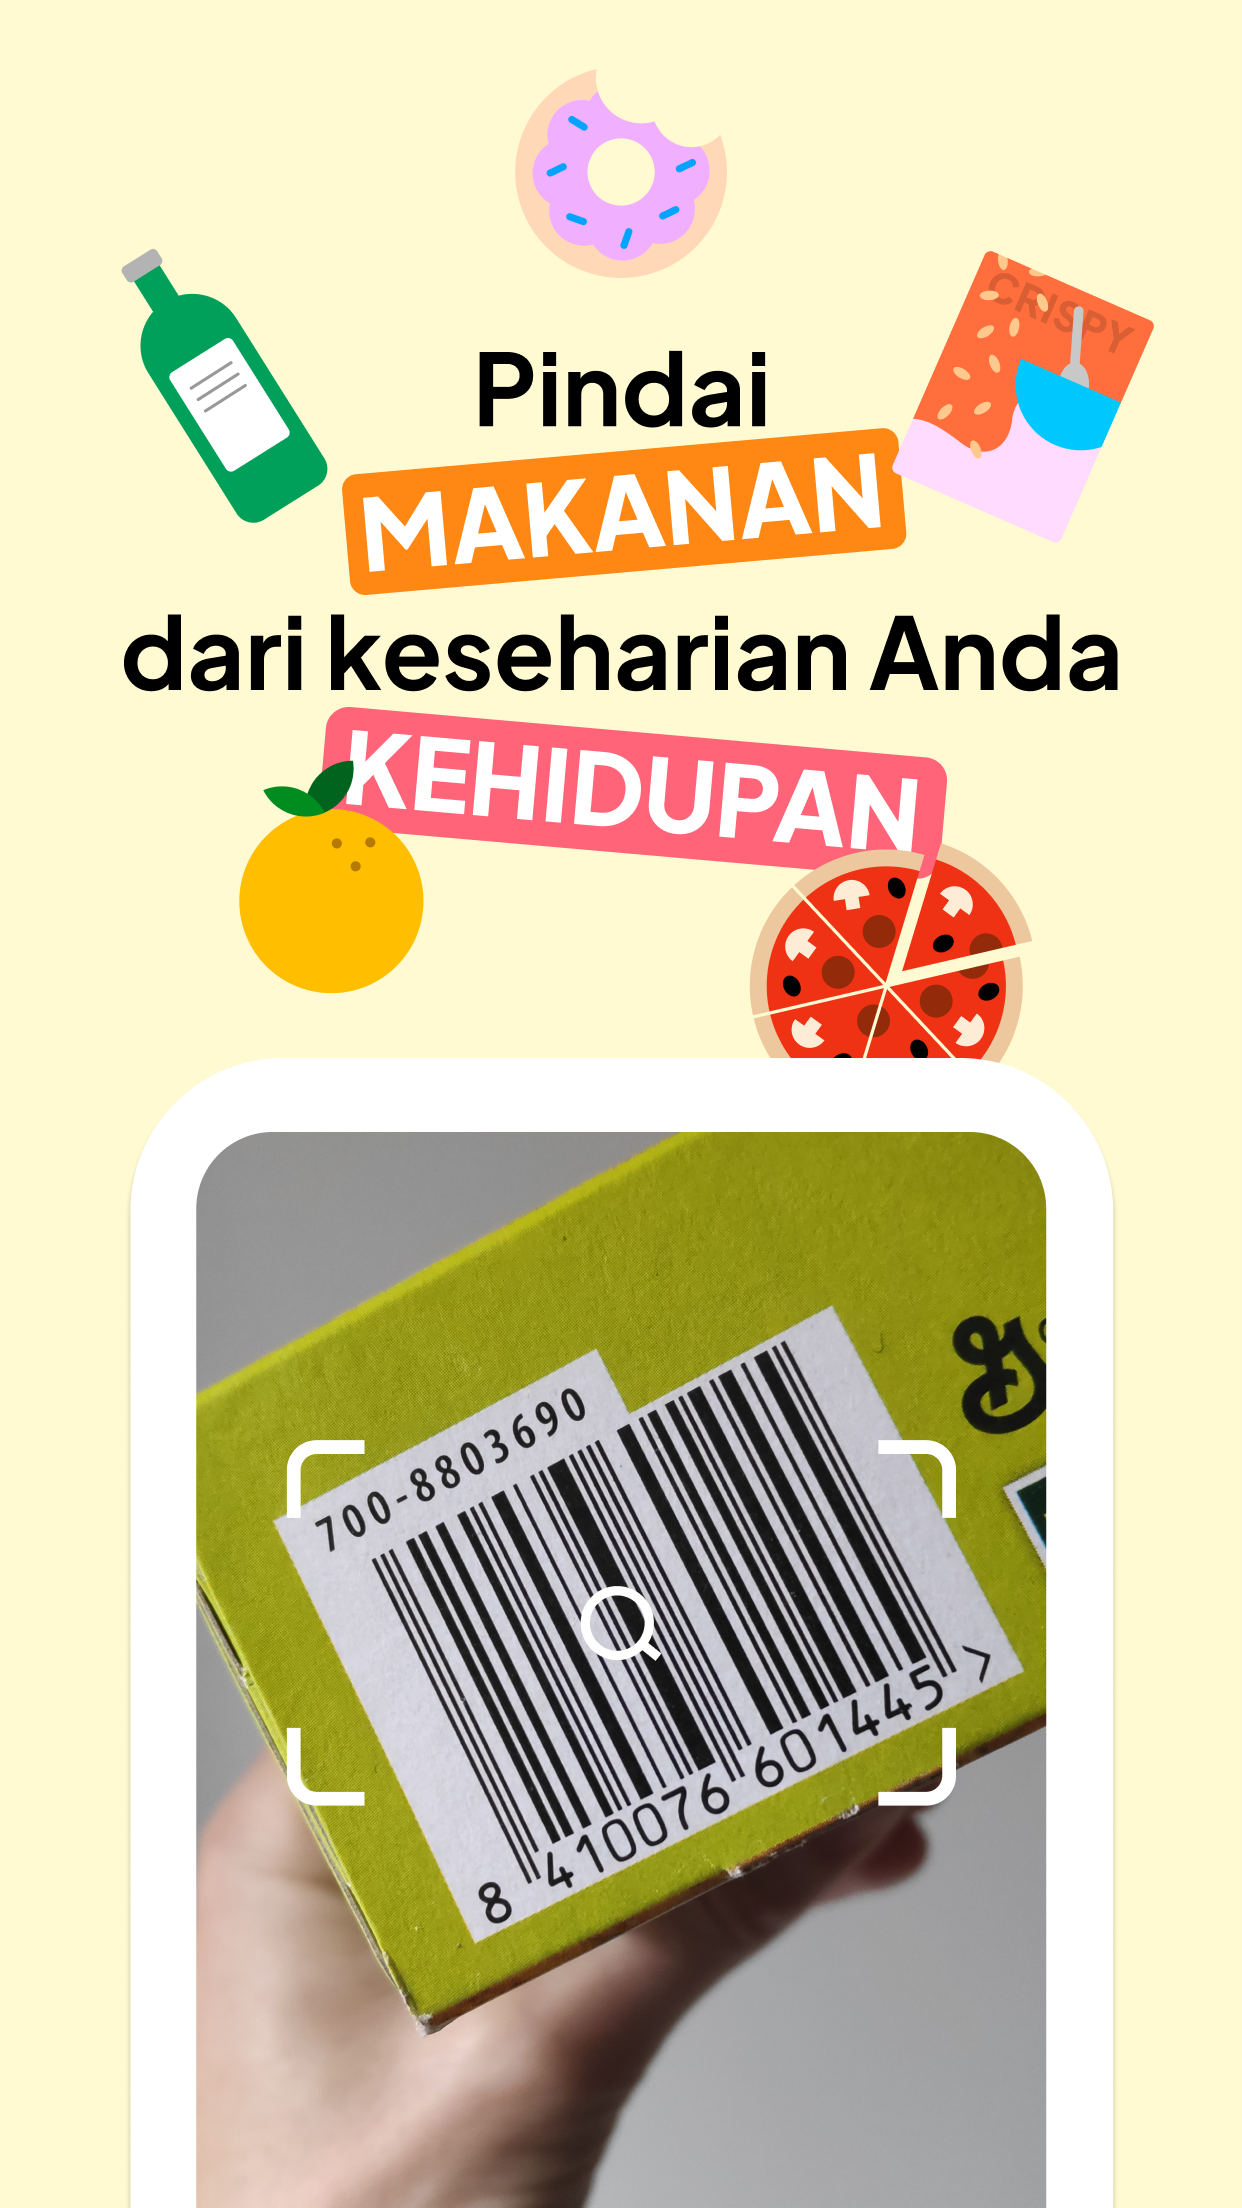 CRISPY
Pindai
MAKANAN
dari keseharian Anda
KEHIDUPAN
700-8803690
8 410076 601445 >